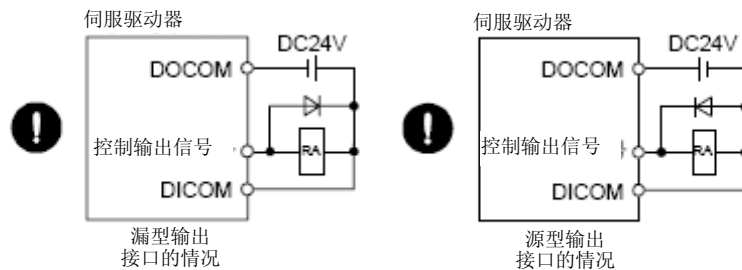 伺服驱动器
DC24V
DOCOM
控制输出信号
RA
DICOM
漏型输出
接口的情况
伺服驱动器
DC24V
DOCOM
控制输出信号
RA
DICOM
源型输出
接口的情况